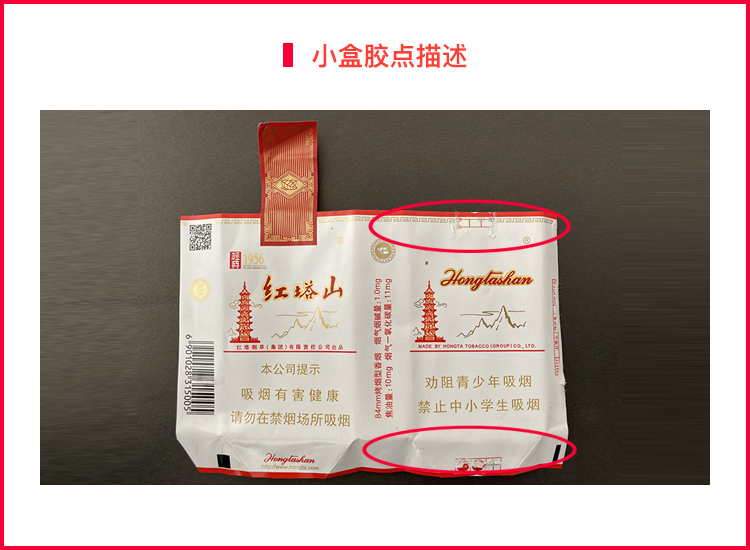 小盒胶点描述
1956
红塔山
红塔烟草(集团)有限责任公司出品
本公司提示
吸烟有害健康
请勿在禁烟场所吸烟
Hongtashan
http://www.hongta.com
6 901028 315005
84mm烤烟型香烟 烟气烟碱量:1.0mg
焦油量:10mg 烟气一氧化碳量:11mg
Hongtashan
®
MADE BY HONGTA TOBACCO (GROUP) CO., LTD.
劝阻青少年吸烟
禁止中小学生吸烟